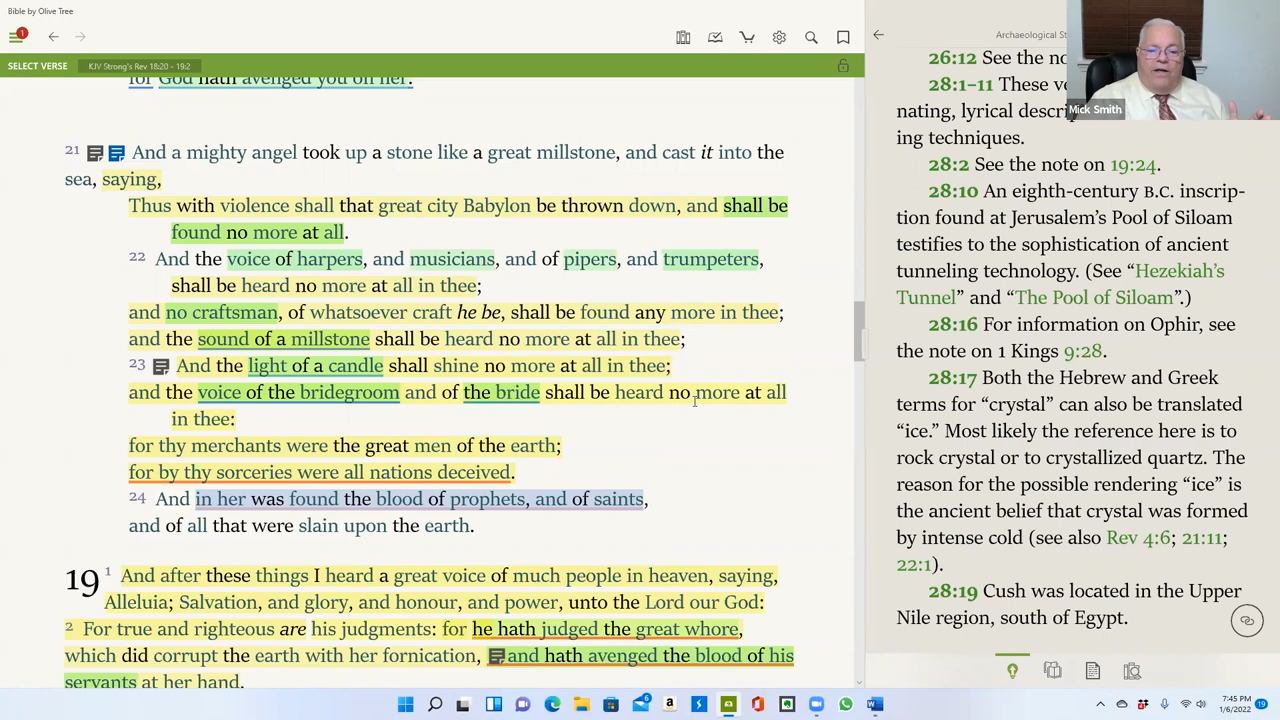 Bible by Olive Tree
1
SELECT VERSE
KJV Strong's Rev 18:20 - 19:2
for God hath avenged you on her.
21 And a mighty angel took up a stone like a great millstone, and cast it into the
sea, saying,
Thus with violence shall that great city Babylon be thrown down, and shall be
found no more at all.
22 And the voice of harpers, and musicians, and of pipers, and trumpeters,
shall be heard no more at all in thee;
and no craftsman, of whatsoever craft he be, shall be found any more in thee;
and the sound of a millstone shall be heard no more at all in thee;
23 And the light of a candle shall shine no more at all in thee;
and the voice of the bridegroom and of the bride shall be heard no more at all
in thee:
for thy merchants were the great men of the earth;
for by thy sorceries were all nations deceived.
24 And in her was found the blood of prophets, and of saints,
and of all that were slain upon the earth.
19 1 And after these things I heard a great voice of much people in heaven, saying,
Alleluia; Salvation, and glory, and honour, and power, unto the Lord our God:
2 For true and righteous are his judgments: for he hath judged the great whore,
which did corrupt the earth with her fornication, and hath avenged the blood of his
servants at her hand.
Archaeological St
26:12 See the no
28:1–11 These ve
nating, lyrical descrip
ing techniques.
28:2 See the note on 19:24.
28:10 An eighth-century B.C. inscrip-
tion found at Jerusalem's Pool of Siloam
testifies to the sophistication of ancient
tunneling technology. (See “Hezekiah's
Tunnel” and “The Pool of Siloam”.)
28:16 For information on Ophir, see
the note on 1 Kings 9:28.
28:17 Both the Hebrew and Greek
terms for “crystal” can also be translated
“ice.” Most likely the reference here is to
rock crystal or to crystallized quartz. The
reason for the possible rendering “ice” is
the ancient belief that crystal was formed
by intense cold (see also Rev 4:6; 21:11;
22:1).
28:19 Cush was located in the Upper
Nile region, south of Egypt.
Mick Smith
7:45 PM
1/6/2022
19